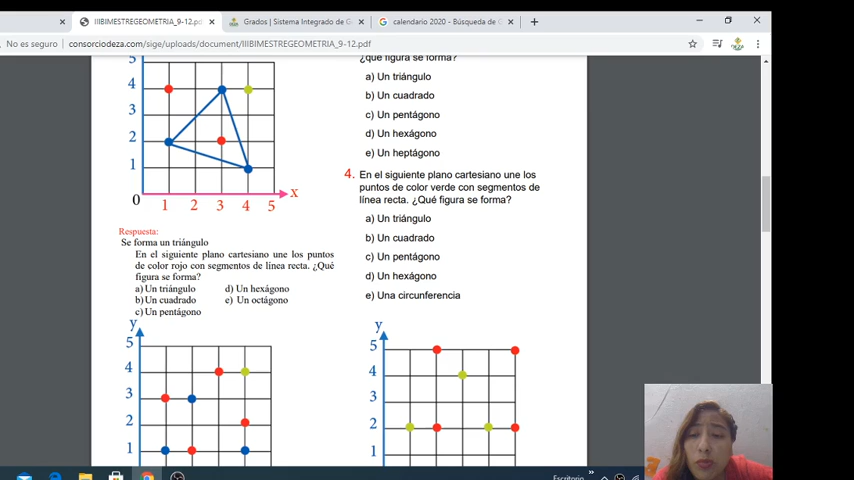 IIIBIMESTREGEOMETRIA_9-12.pd
Grados | Sistema Integrado de G
calendario 2020 - Búsqueda de G
No es seguro | consorciodeza.com/sige/uploads/document/IIIBIMESTREGEOMETRIA_9-12.pdf
5
4
3
2
1
0 1 2 3 4 5 x
Respuesta:
Se forma un triángulo
En el siguiente plano cartesiano une los puntos
de color rojo con segmentos de línea recta. ¿Qué
figura se forma?
a) Un triángulo d) Un hexágono
b) Un cuadrado e) Un octágono
c) Un pentágono
y
5
4
3
2
1
¿qué figura se forma?
a) Un triángulo
b) Un cuadrado
c) Un pentágono
d) Un hexágono
e) Un heptágono
4. En el siguiente plano cartesiano une los
puntos de color verde con segmentos de
línea recta. ¿Qué figura se forma?
a) Un triángulo
b) Un cuadrado
c) Un pentágono
d) Un hexágono
e) Una circunferencia
y
5
4
3
2
1
Escritorio